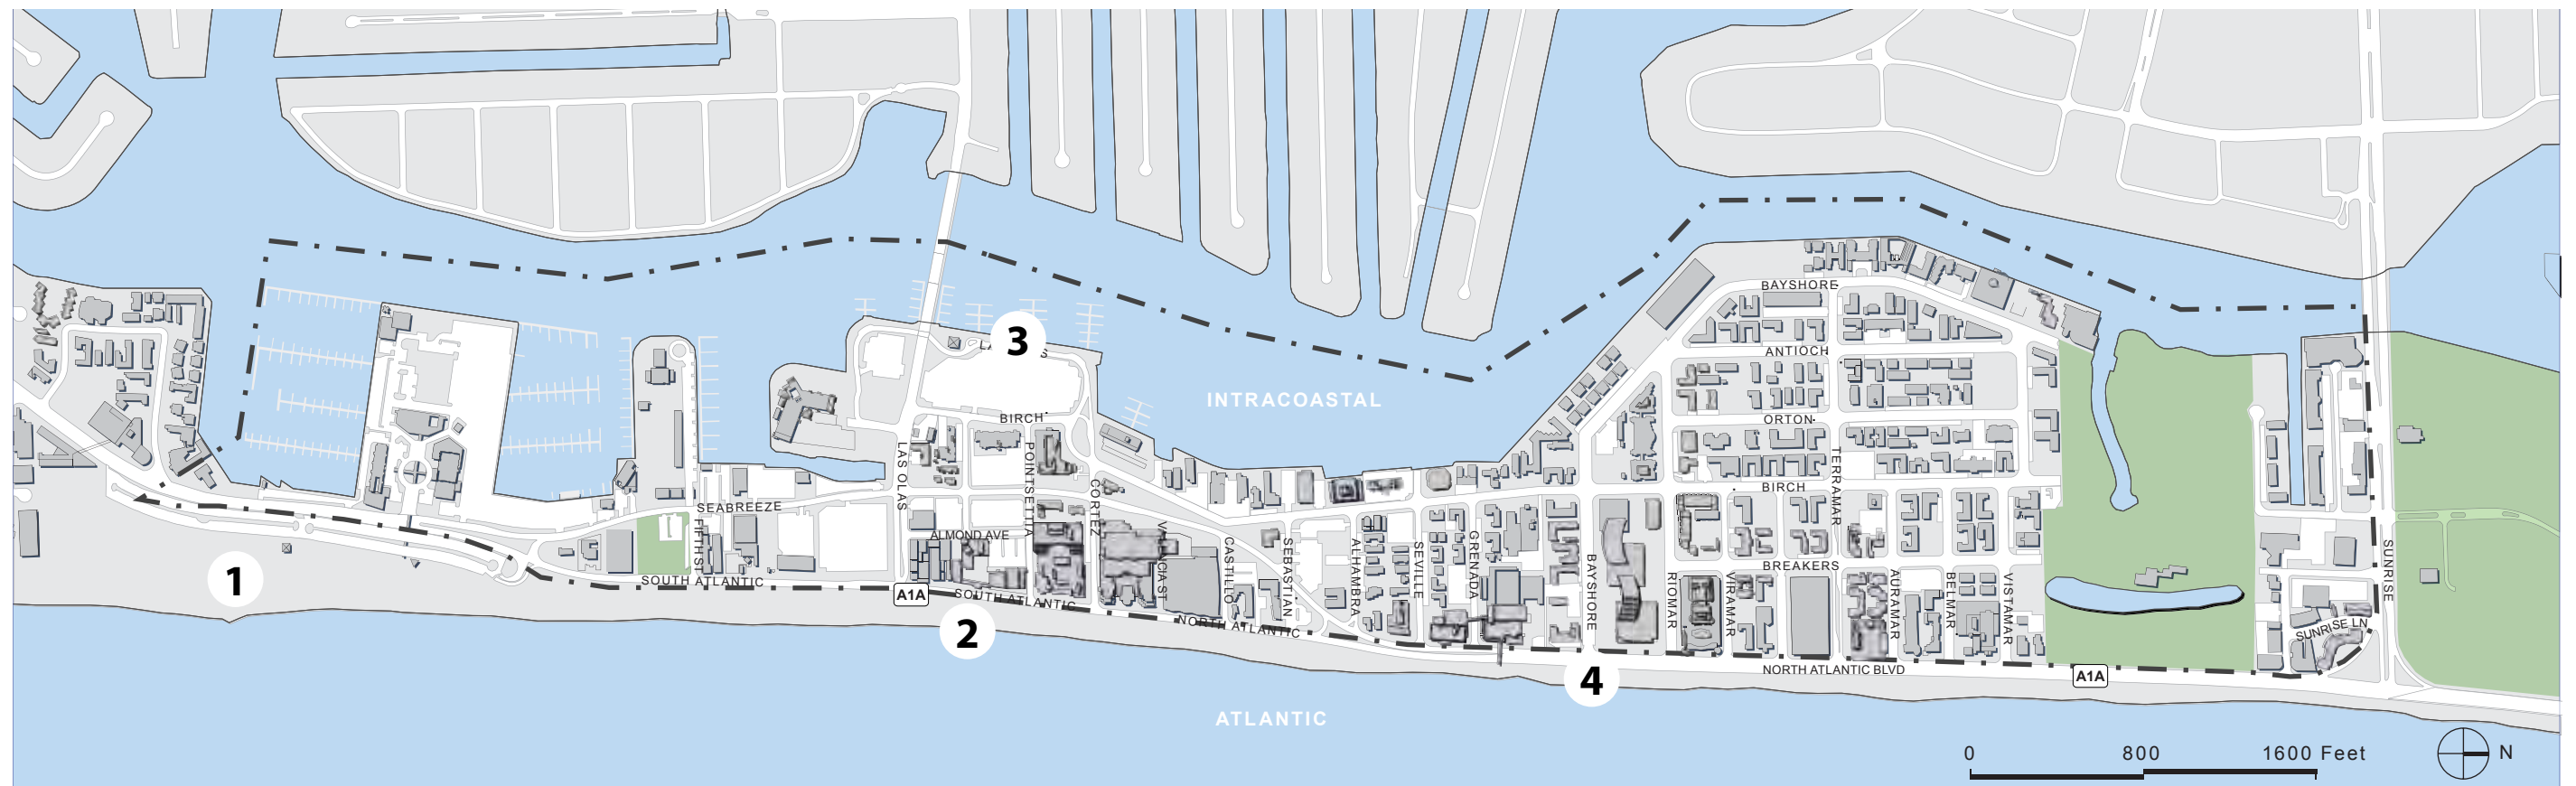 BAYSHORE
3
ANTIOCH
INTRACOASTAL
BIRCH
ORTON
LAS OLAS
POINTSETTIA
CORTEZ
TERRAMAR
BIRCH
SEABREEZE
FIFTH ST
ALMOND AVE
VALENCIA ST
CASTILLO
SEBASTIAN
ALHAMBRA
SEVILLE
GRENADA
BAYSHORE
BREAKERS
RIOMAR
VIRAMAR
AURAMAR
BELMAR
VISTAMAR
SUNRISE
1
SOUTH ATLANTIC
A1A
SOUTH ATLANTIC
2
NORTH ATLANTIC
SUNRISE LN
4
NORTH ATLANTIC BLVD
A1A
ATLANTIC
0 800 1600 Feet
N